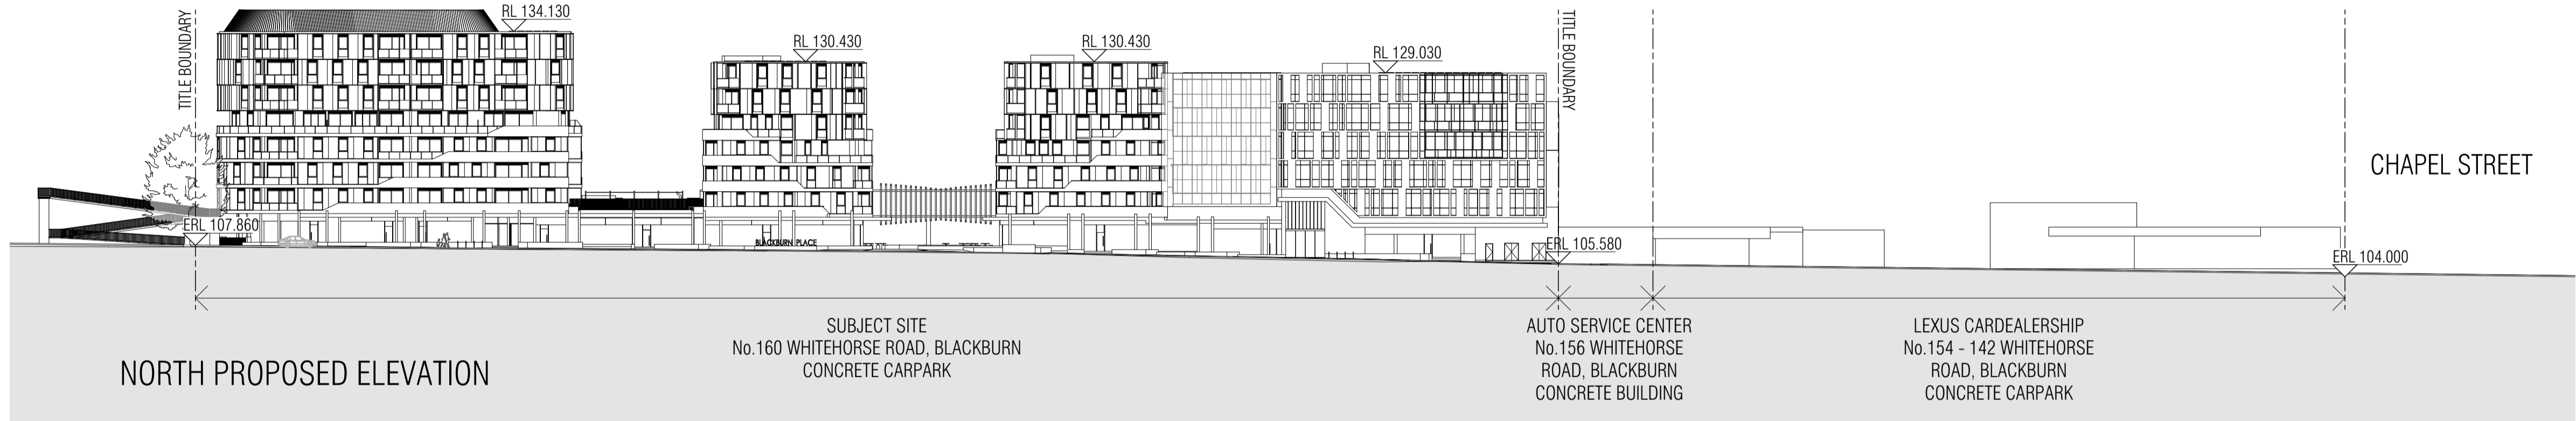 TITLE BOUNDARY
RL 134.130
RL 130.430
RL 130.430
RL 129.030
TITLE BOUNDARY
CHAPEL STREET
ERL 107.860
BLACKBURN PLACE
ERL 105.580
ERL 104.000
SUBJECT SITE
No.160 WHITEHORSE ROAD, BLACKBURN
CONCRETE CARPARK
AUTO SERVICE CENTER
No.156 WHITEHORSE
ROAD, BLACKBURN
CONCRETE BUILDING
LEXUS CARDEALERSHIP
No.154 - 142 WHITEHORSE
ROAD, BLACKBURN
CONCRETE CARPARK
NORTH PROPOSED ELEVATION